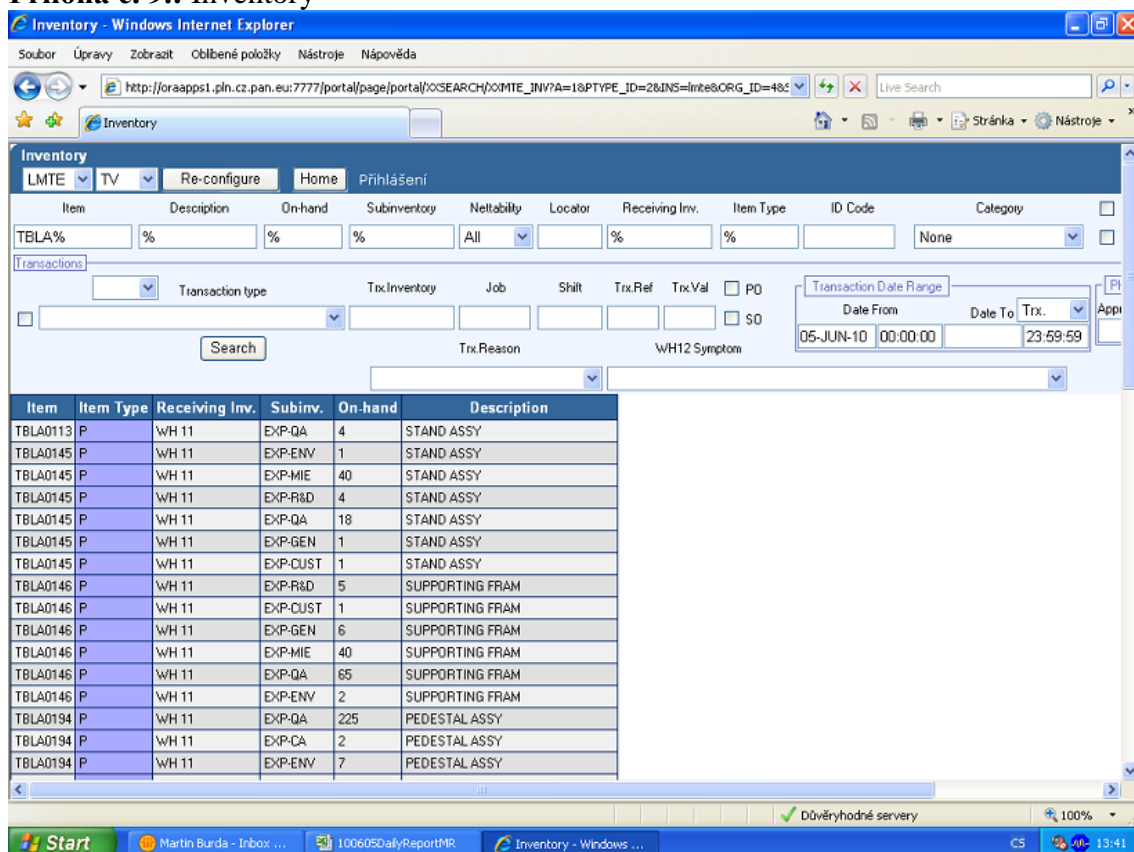 Příloha č. 9.: Inventory
Inventory - Windows Internet Explorer
Soubor Úpravy Zobrazit Oblíbené položky Nástroje Nápověda
http://oraapps1.pln.cz.pan.eu:7777/portal/page/portal/XXSEARCH/XXMTE_INV?A=1&PTYPE_ID=2&INS=lmte&ORG_ID=4&
Live Search
Inventory
Stránka Nástroje
Inventory
LMTE TV Re-configure Home Přihlášení
Item Description On-hand Subinventory Nettability Locator Receiving Inv. Item Type ID Code Category
TBLA% % % % All % % None
Transactions
Transaction type Trx.Inventory Job Shift Trx.Ref Trx.Val PO Transaction Date Range
Date From Date To Trx. Appr
SO
05-JUN-10 00:00:00 23:59:59
Search Trx.Reason WH12 Symptom
Item Item Type Receiving Inv. Subinv. On-hand Description
TBLA0113 P WH 11 EXP-QA 4 STAND ASSY
TBLA0145 P WH 11 EXP-ENV 1 STAND ASSY
TBLA0145 P WH 11 EXP-MIE 40 STAND ASSY
TBLA0145 P WH 11 EXP-R&D 4 STAND ASSY
TBLA0145 P WH 11 EXP-QA 18 STAND ASSY
TBLA0145 P WH 11 EXP-GEN 1 STAND ASSY
TBLA0145 P WH 11 EXP-CUST 1 STAND ASSY
TBLA0146 P WH 11 EXP-R&D 5 SUPPORTING FRAM
TBLA0146 P WH 11 EXP-CUST 1 SUPPORTING FRAM
TBLA0146 P WH 11 EXP-GEN 6 SUPPORTING FRAM
TBLA0146 P WH 11 EXP-MIE 40 SUPPORTING FRAM
TBLA0146 P WH 11 EXP-QA 65 SUPPORTING FRAM
TBLA0146 P WH 11 EXP-ENV 2 SUPPORTING FRAM
TBLA0194 P WH 11 EXP-QA 225 PEDESTAL ASSY
TBLA0194 P WH 11 EXP-CA 2 PEDESTAL ASSY
TBLA0194 P WH 11 EXP-ENV 7 PEDESTAL ASSY
Důvěryhodné servery 100%
Start Martin Burda - Inbox ... 100605DailyReportMR Inventory - Windows ... CS 13:41